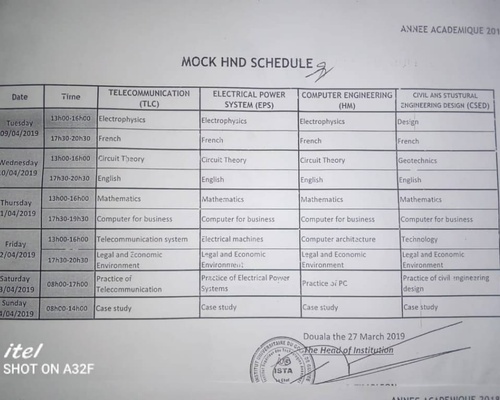 ANNEE ACADEMIQUE 201
MOCK HND SCHEDULE
Date Time TELECOMMUNICATION (TLC) ELECTRICAL POWER SYSTEM (EPS) COMPUTER ENGINEERING (HM) CIVIL ANS STUSTURAL ENGINEERING DESIGN (CSED)
Tuesday 09/04/2019 13h00-16h00 Electrophysics Electrophysics Electrophysics Design
17h30-20h30 French French French French
Wednesday 0/04/2019 13h00-16h00 Circuit Theory Circuit Theory Circuit Theory Geotechnics
17h30-20h30 English English English English
Thursday 1/04/2019 13h00-16h00 Mathematics Mathematics Mathematics Mathematics
17h30-19h30 Computer for business Computer for business Computer for business Computer for business
Friday 2/04/2019 13h00-16h00 Telecommunication system Electrical machines Computer architecture Technology
17h30-20h30 Legal and Economic Environment Legal and Economic Environment Legal and Economic Environment Legal and Economic Environment
Saturday /04/2019 08h00-17h00 Practice of Telecommunication Practice of Electrical Power Systems Practice of PC Practice of civil engineering design
Sunday /04/2019 08h00-14h00 Case study Case study Case study Case study
Douala the 27 March 2019
The Head of Institution
ISTA
itel
SHOT ON A32F
ANNEE ACADEMIQUE 2018